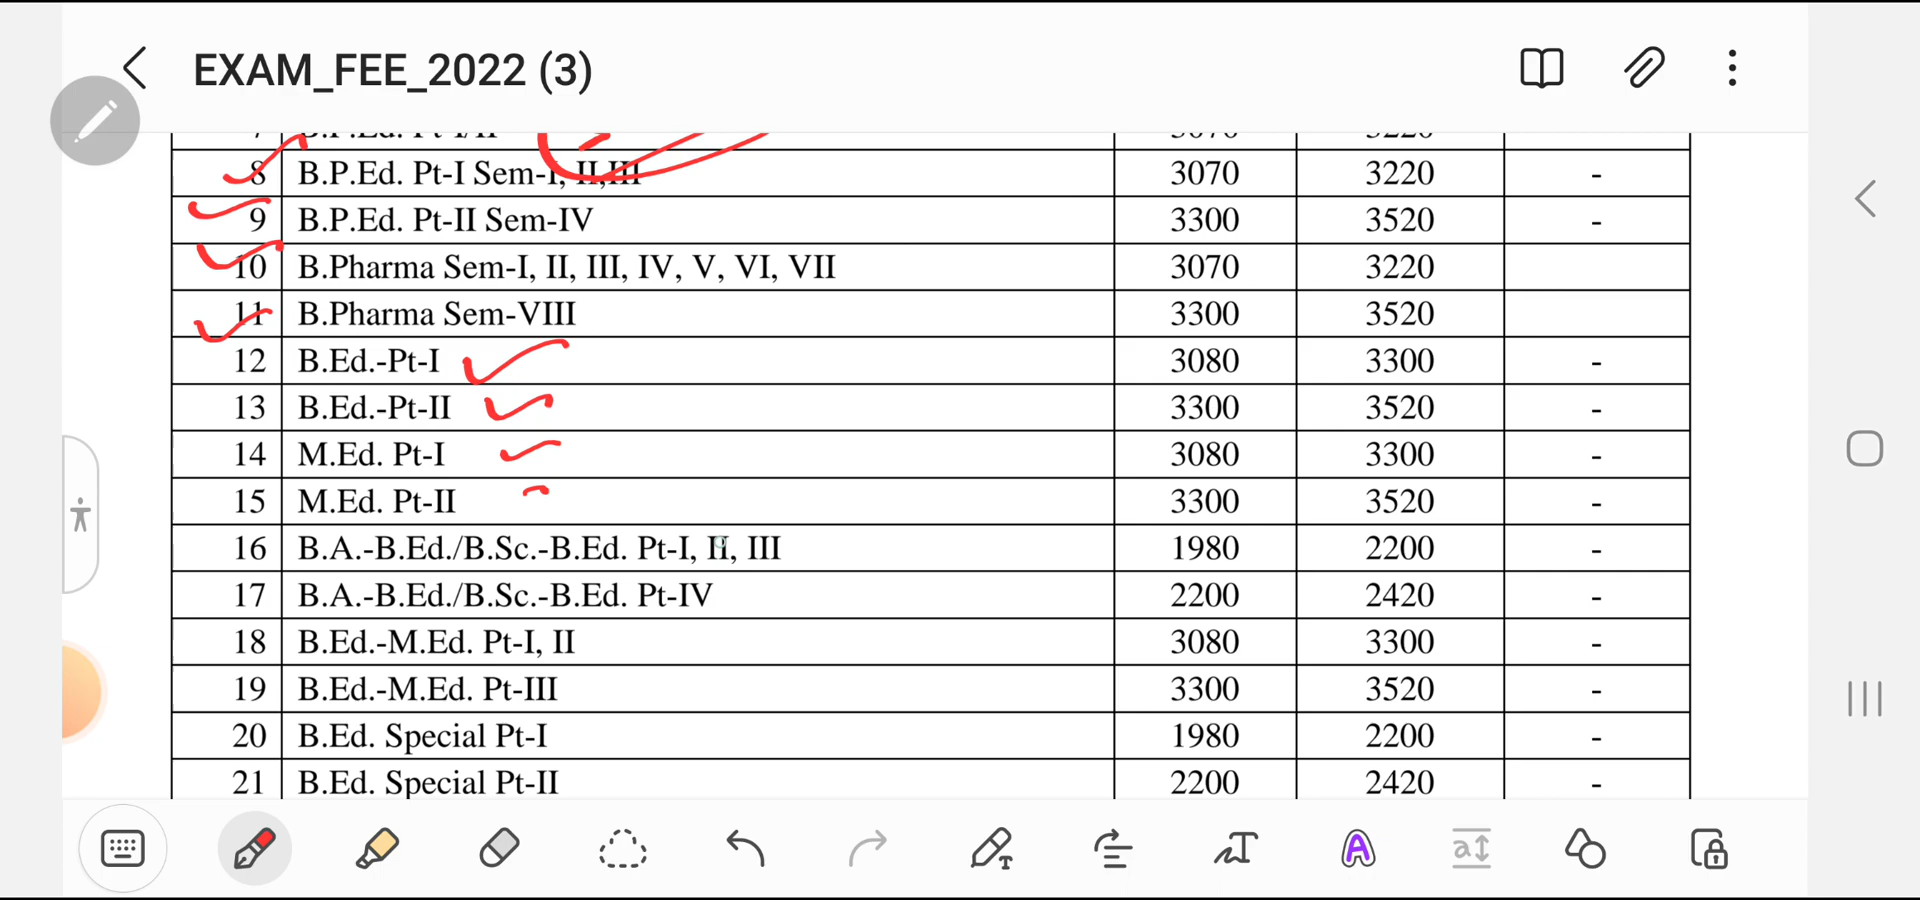 EXAM_FEE_2022 (3)
8 B.P.Ed. Pt-I Sem-I, II,III 3070 3220 -
9 B.P.Ed. Pt-II Sem-IV 3300 3520 -
10 B.Pharma Sem-I, II, III, IV, V, VI, VII 3070 3220
11 B.Pharma Sem-VIII 3300 3520
12 B.Ed.-Pt-I 3080 3300 -
13 B.Ed.-Pt-II 3300 3520 -
14 M.Ed. Pt-I 3080 3300 -
15 M.Ed. Pt-II 3300 3520 -
16 B.A.-B.Ed./B.Sc.-B.Ed. Pt-I, II, III 1980 2200 -
17 B.A.-B.Ed./B.Sc.-B.Ed. Pt-IV 2200 2420 -
18 B.Ed.-M.Ed. Pt-I, II 3080 3300 -
19 B.Ed.-M.Ed. Pt-III 3300 3520 -
20 B.Ed. Special Pt-I 1980 2200 -
21 B.Ed. Special Pt-II 2200 2420 -